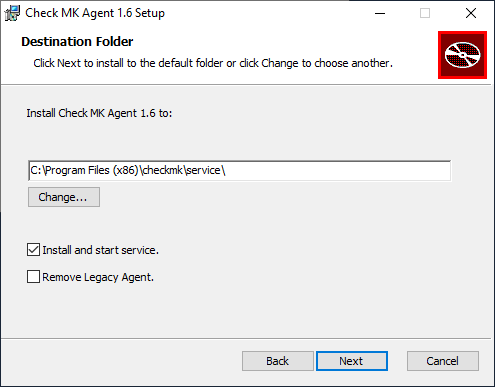 Check MK Agent 1.6 Setup
Destination Folder
Click Next to install to the default folder or click Change to choose another.
Install Check MK Agent 1.6 to:
C:\Program Files (x86)\checkmk\service\
Change...
Install and start service.
Remove Legacy Agent.
Back Next Cancel